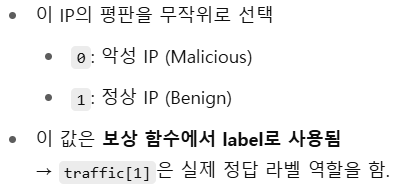 이 IP의 평판을 무작위로 선택
0: 악성 IP (Malicious)
1: 정상 IP (Benign)
이 값은 보상 함수에서 label로 사용됨
→ traffic[1]은 실제 정답 라벨 역할을 함.